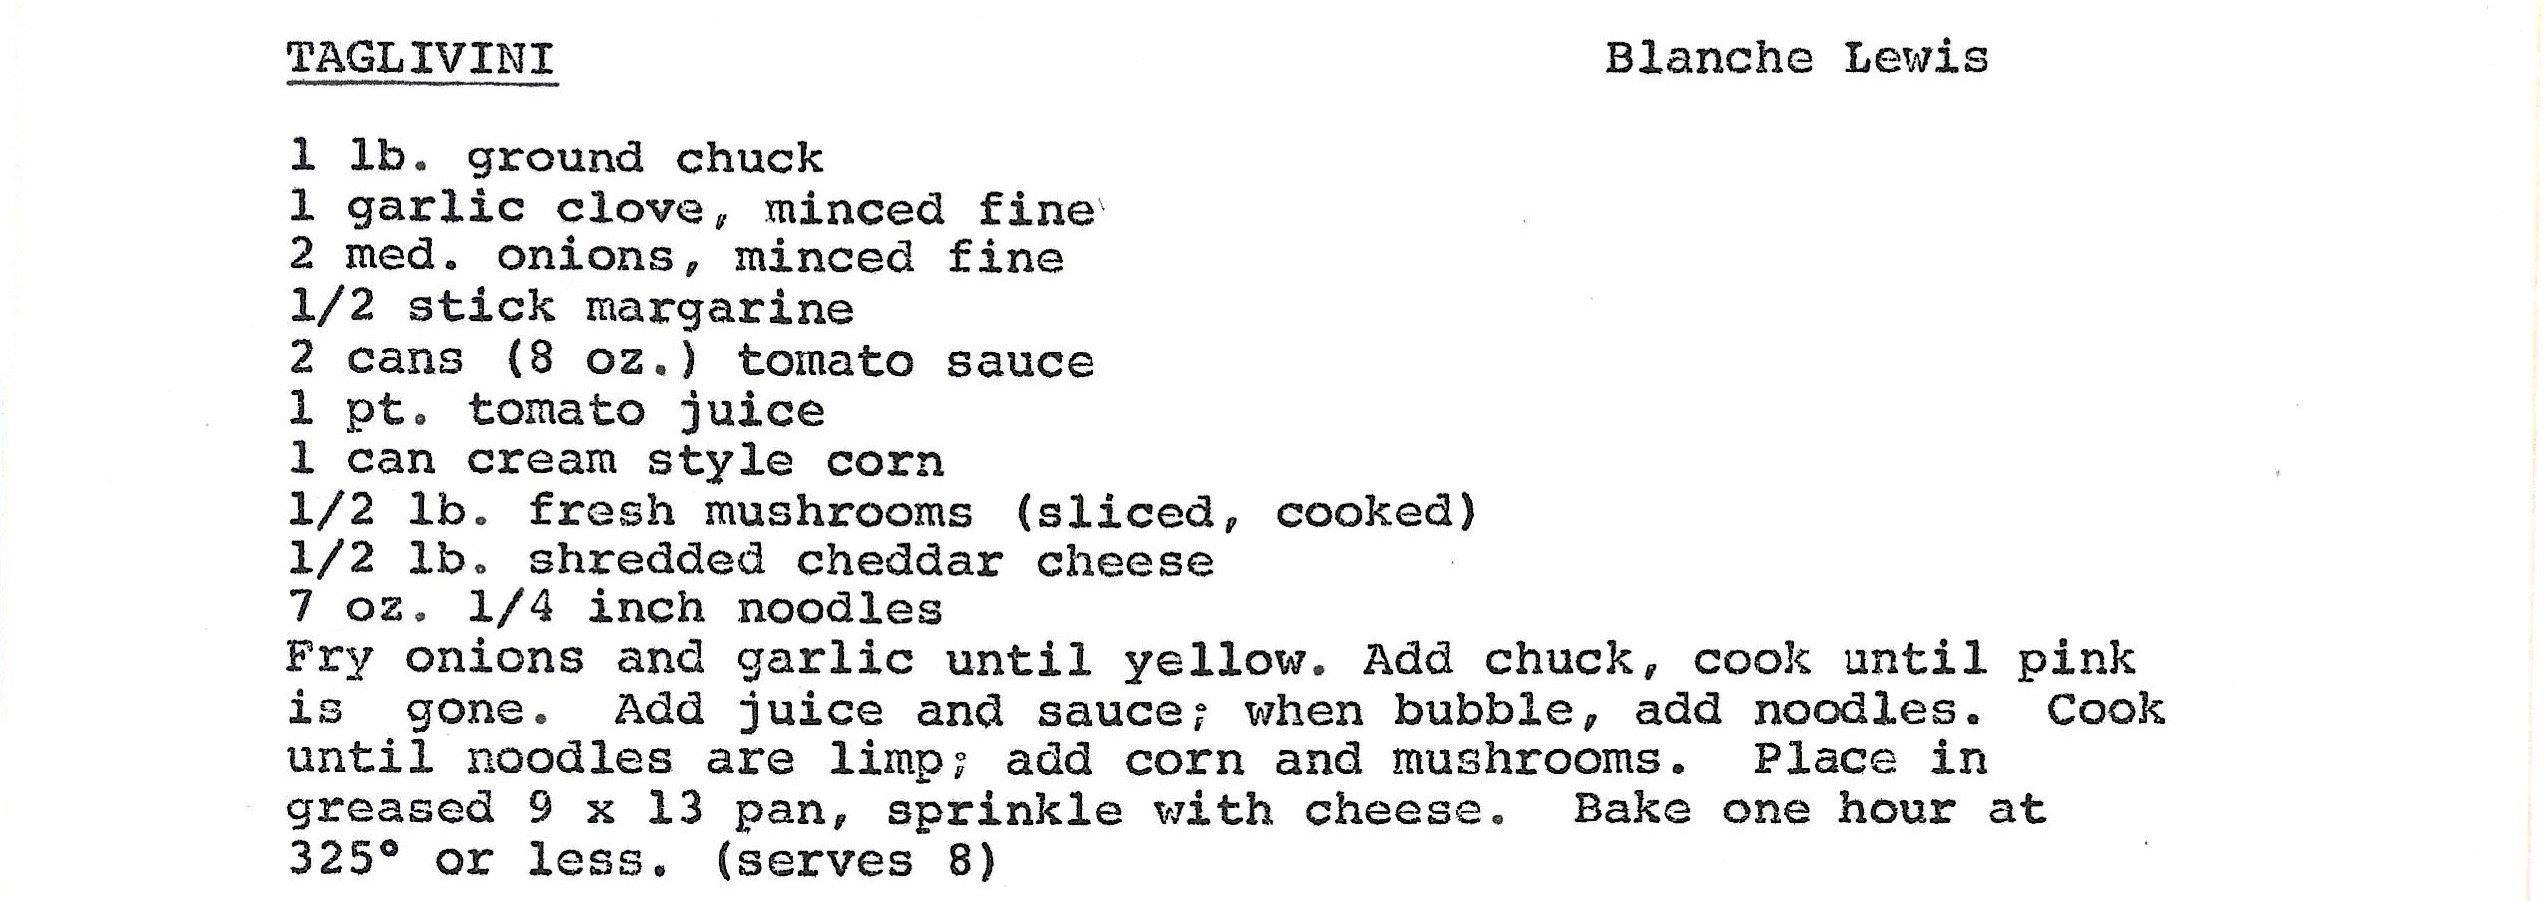 TAGLIVINI Blanche Lewis
1 lb. ground chuck
1 garlic clove, minced fine
2 med. onions, minced fine
1/2 stick margarine
2 cans (8 oz.) tomato sauce
1 pt. tomato juice
1 can cream style corn
1/2 lb. fresh mushrooms (sliced, cooked)
1/2 lb. shredded cheddar cheese
7 oz. 1/4 inch noodles
Fry onions and garlic until yellow. Add chuck, cook until pink
is gone. Add juice and sauce; when bubble, add noodles. Cook
until noodles are limp; add corn and mushrooms. Place in
greased 9 x 13 pan, sprinkle with cheese. Bake one hour at
325° or less. (serves 8)